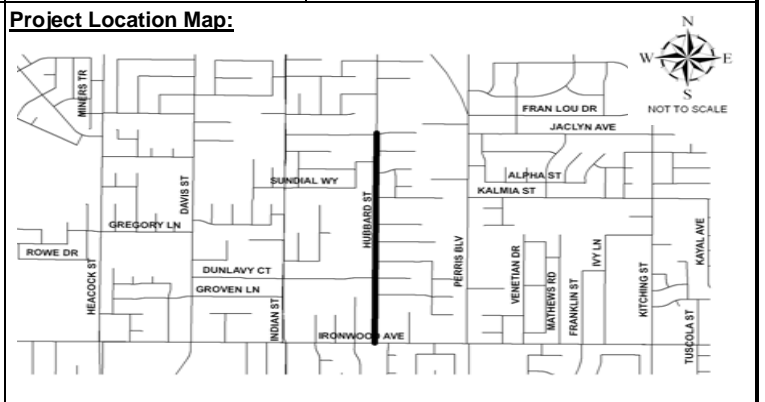 Project Location Map:
N
W E
S
NOT TO SCALE
MINERS TR
FRAN LOU DR
JACLYN AVE
ALPHA ST
SUNDIAL WY
KALMIA ST
DAVIS ST
HUBBARD ST
GREGORY LN
ROWE DR
HEACOCK ST
DUNLAVY CT
GROVEN LN
INDIAN ST
IRONWOOD AVE
PERRIS BLV
VENETIAN DR
MATHEWS RD
FRANKLIN ST
IVY LN
KITCHING ST
KAYAL AVE
TUSCOLA ST